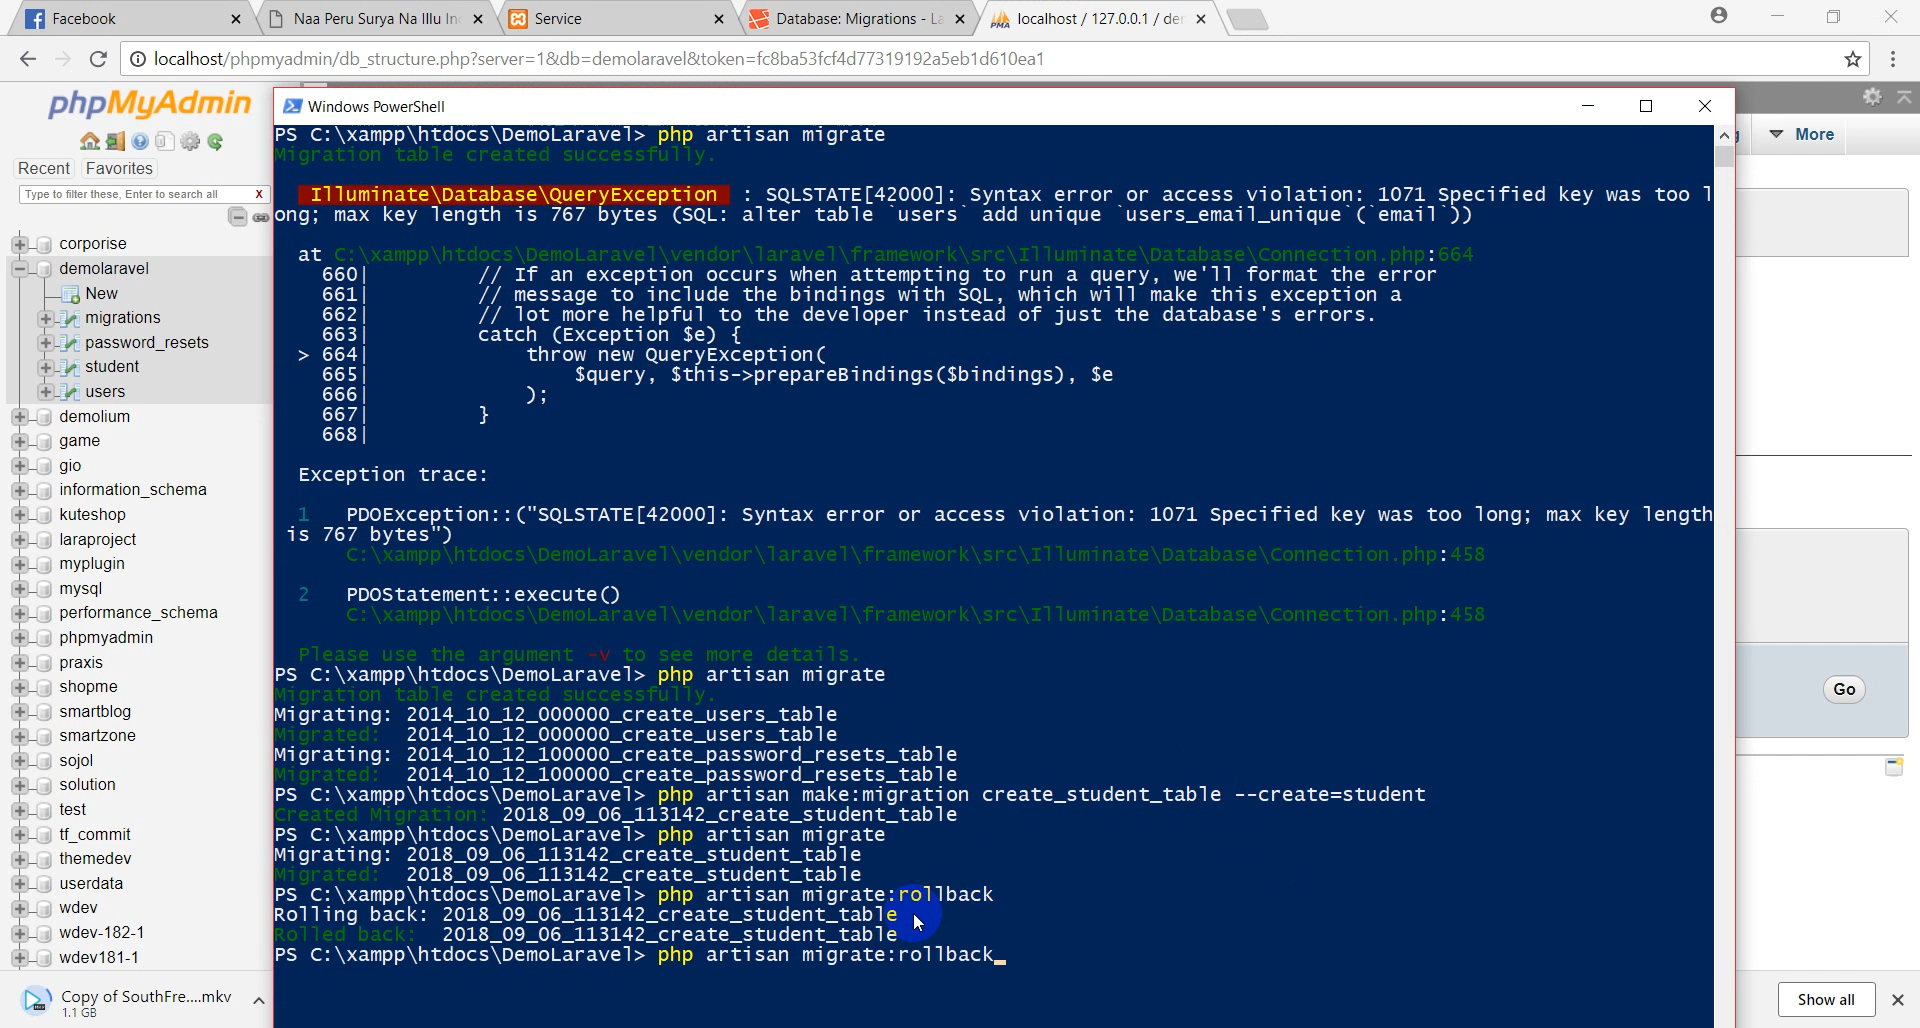 Facebook
Naa Peru Surya Na Illu In
Service
Database: Migrations - La
localhost / 127.0.0.1 / de
localhost/phpmyadmin/db_structure.php?server=1&db=demolaravel&token=fc8ba53fcf4d77319192a5eb1d610ea1
phpMyAdmin
Recent Favorites
Type to filter these, Enter to search all X
corporise
demolaravel
New
migrations
password_resets
student
users
demolium
game
gio
information_schema
kuteshop
laraproject
myplugin
mysql
performance_schema
phpmyadmin
praxis
shopme
smartblog
smartzone
sojol
solution
test
tf_commit
themedev
userdata
wdev
wdev-182-1
wdev181-1
Windows PowerShell
PS C:\xampp\htdocs\DemoLaravel> php artisan migrate
Migration table created successfully.
Illuminate\Database\QueryException : SQLSTATE[42000]: Syntax error or access violation: 1071 Specified key was too l
ong; max key length is 767 bytes (SQL: alter table `users` add unique `users_email_unique`(`email`))
at C:\xampp\htdocs\DemoLaravel\vendor\laravel\framework\src\Illuminate\Database\Connection.php:664
660| // If an exception occurs when attempting to run a query, we'll format the error
661| // message to include the bindings with SQL, which will make this exception a
662| // lot more helpful to the developer instead of just the database's errors.
663| catch (Exception $e) {
> 664| throw new QueryException(
665| $query, $this->prepareBindings($bindings), $e
666| );
667| }
668|
Exception trace:
1 PDOException::("SQLSTATE[42000]: Syntax error or access violation: 1071 Specified key was too long; max key length
is 767 bytes")
C:\xampp\htdocs\DemoLaravel\vendor\laravel\framework\src\Illuminate\Database\Connection.php:458
2 PDOStatement::execute()
C:\xampp\htdocs\DemoLaravel\vendor\laravel\framework\src\Illuminate\Database\Connection.php:458
Please use the argument -v to see more details.
PS C:\xampp\htdocs\DemoLaravel> php artisan migrate
Migration table created successfully.
Migrating: 2014_10_12_000000_create_users_table
Migrated: 2014_10_12_000000_create_users_table
Migrating: 2014_10_12_100000_create_password_resets_table
Migrated: 2014_10_12_100000_create_password_resets_table
PS C:\xampp\htdocs\DemoLaravel> php artisan make:migration create_student_table --create=student
Created Migration: 2018_09_06_113142_create_student_table
PS C:\xampp\htdocs\DemoLaravel> php artisan migrate
Migrating: 2018_09_06_113142_create_student_table
Migrated: 2018_09_06_113142_create_student_table
PS C:\xampp\htdocs\DemoLaravel> php artisan migrate:rollback
Rolling back: 2018_09_06_113142_create_student_table
Rolled back: 2018_09_06_113142_create_student_table
PS C:\xampp\htdocs\DemoLaravel> php artisan migrate:rollback_
More
Go
Copy of SouthFre....mkv
1.1 GB
Show all